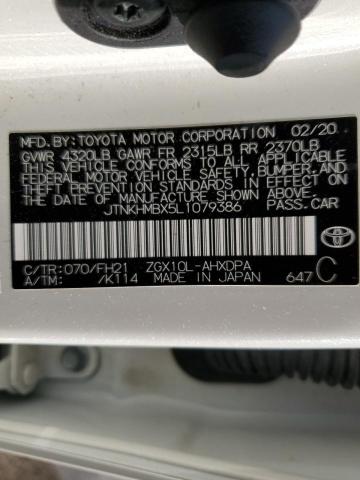 MFD.BY:TOYOTA MOTOR CORPORATION 02/20
GVWR 4320LB GAWR FR 2315LB RR 2370LB
THIS VEHICLE CONFORMS TO ALL APPLICABLE
FEDERAL MOTOR VEHICLE SAFETY, BUMPER, AND
THEFT PREVENTION STANDARDS IN EFFECT ON
THE DATE OF MANUFACTURE SHOWN ABOVE.
JTNKHMBX5L1079386 PASS.CAR
C/TR:070/FH21 ZGX10L-AHXDPA
A/TM: /K114 MADE IN JAPAN 647C
TOYOTA